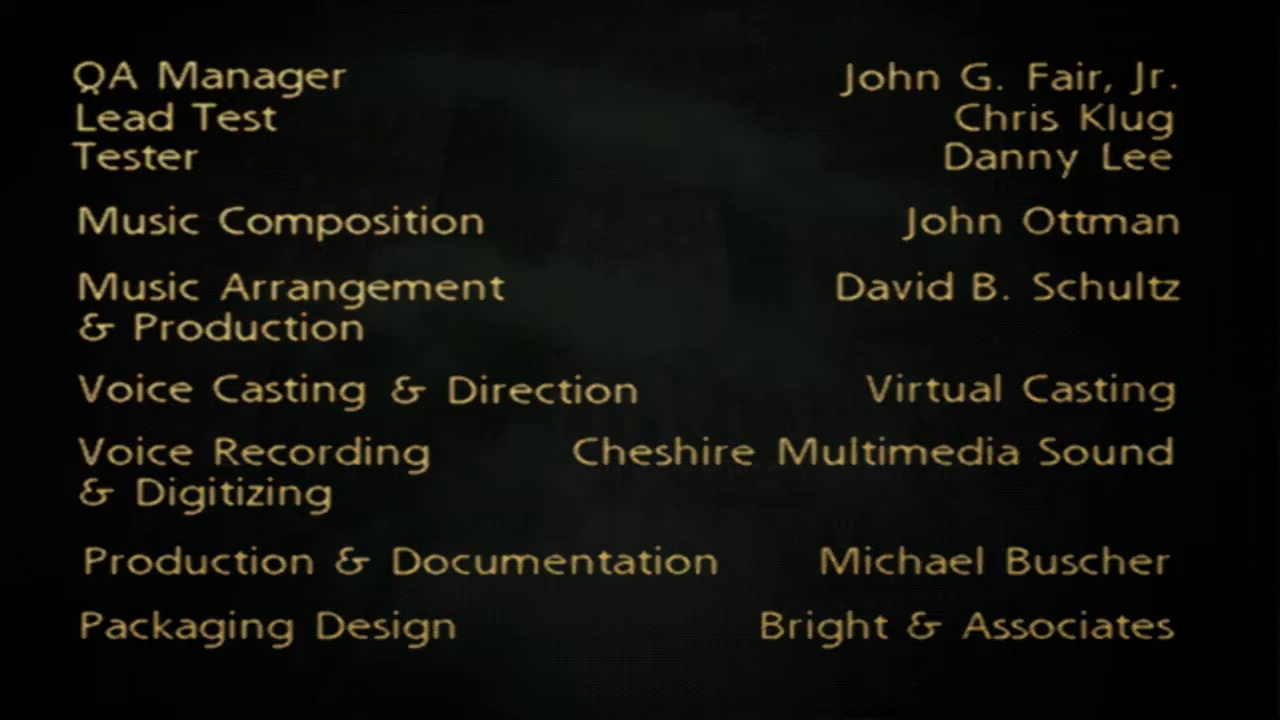 QA Manager John G. Fair, Jr.
Lead Test Chris Klug
Tester Danny Lee
Music Composition John Ottman
Music Arrangement David B. Schultz
& Production
Voice Casting & Direction Virtual Casting
Voice Recording Cheshire Multimedia Sound
& Digitizing
Production & Documentation Michael Buscher
Packaging Design Bright & Associates